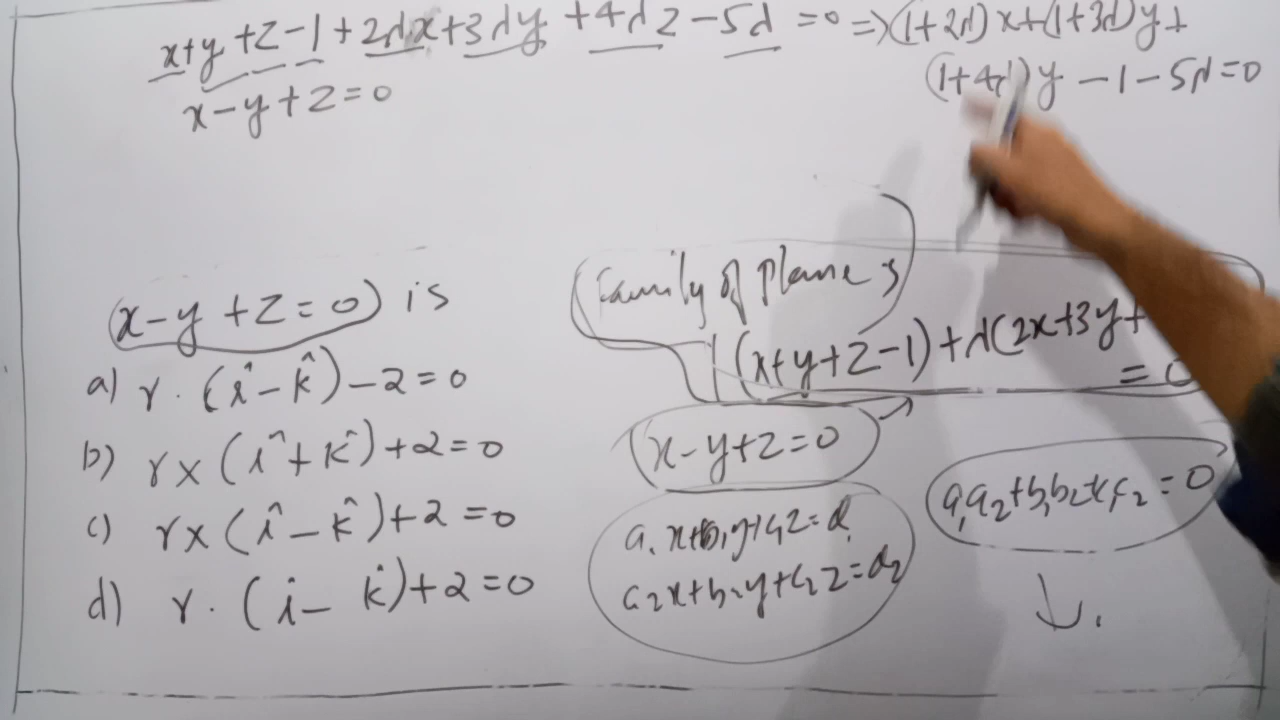 x+y+z-1+2λx+3λy+4λz-5λ=0 => (1+2λ)x+(1+3λ)y+
(1+4λ)y-1-5λ=0
x-y+z=0
(x-y+z=0) is
a) r.(î-k̂)-2=0
b) r×(î+k̂)+2=0
c) r×(î-k̂)+2=0
d) r.(i-k̂)+2=0
Family of planes
(x+y+z-1)+λ(2x+3y+
=0
(x-y+z=0)
a₁x+b₁y+c₁z=d₁
a₂x+b₂y+c₂z=d₂
a₁a₂+b₁b₂+c₁c₂=0